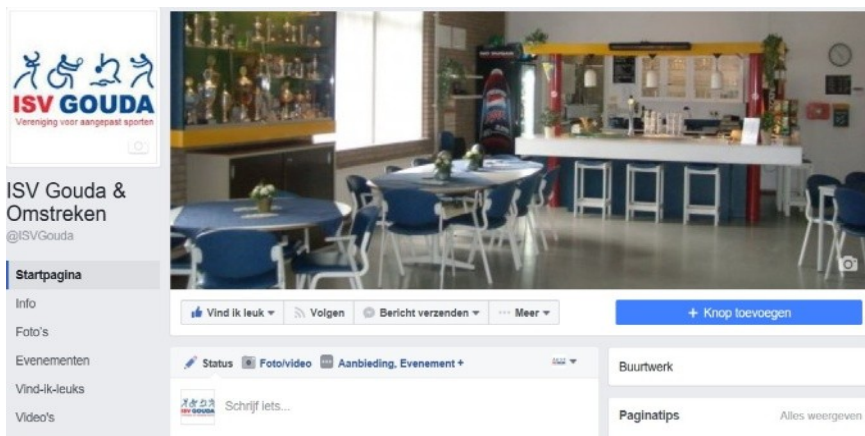 ISV GOUDA
Vereniging voor aangepast sporten
ISV Gouda &
Omstreken
@ISVGouda
Startpagina
Info
Foto's
Evenementen
Vind-ik-leuks
Video's
Vind ik leuk
Volgen
Bericht verzenden
Meer
+ Knop toevoegen
Status Foto/video Aanbieding, Evenement +
ISV GOUDA
Schrijf iets...
Buurtwerk
Paginatips Alles weergeven